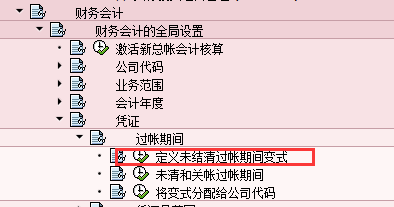 财务会计
财务会计的全局设置
激活新总帐会计核算
公司代码
业务范围
会计年度
凭证
过帐期间
定义未结清过帐期间变式
未清和关帐过帐期间
将变式分配给公司代码